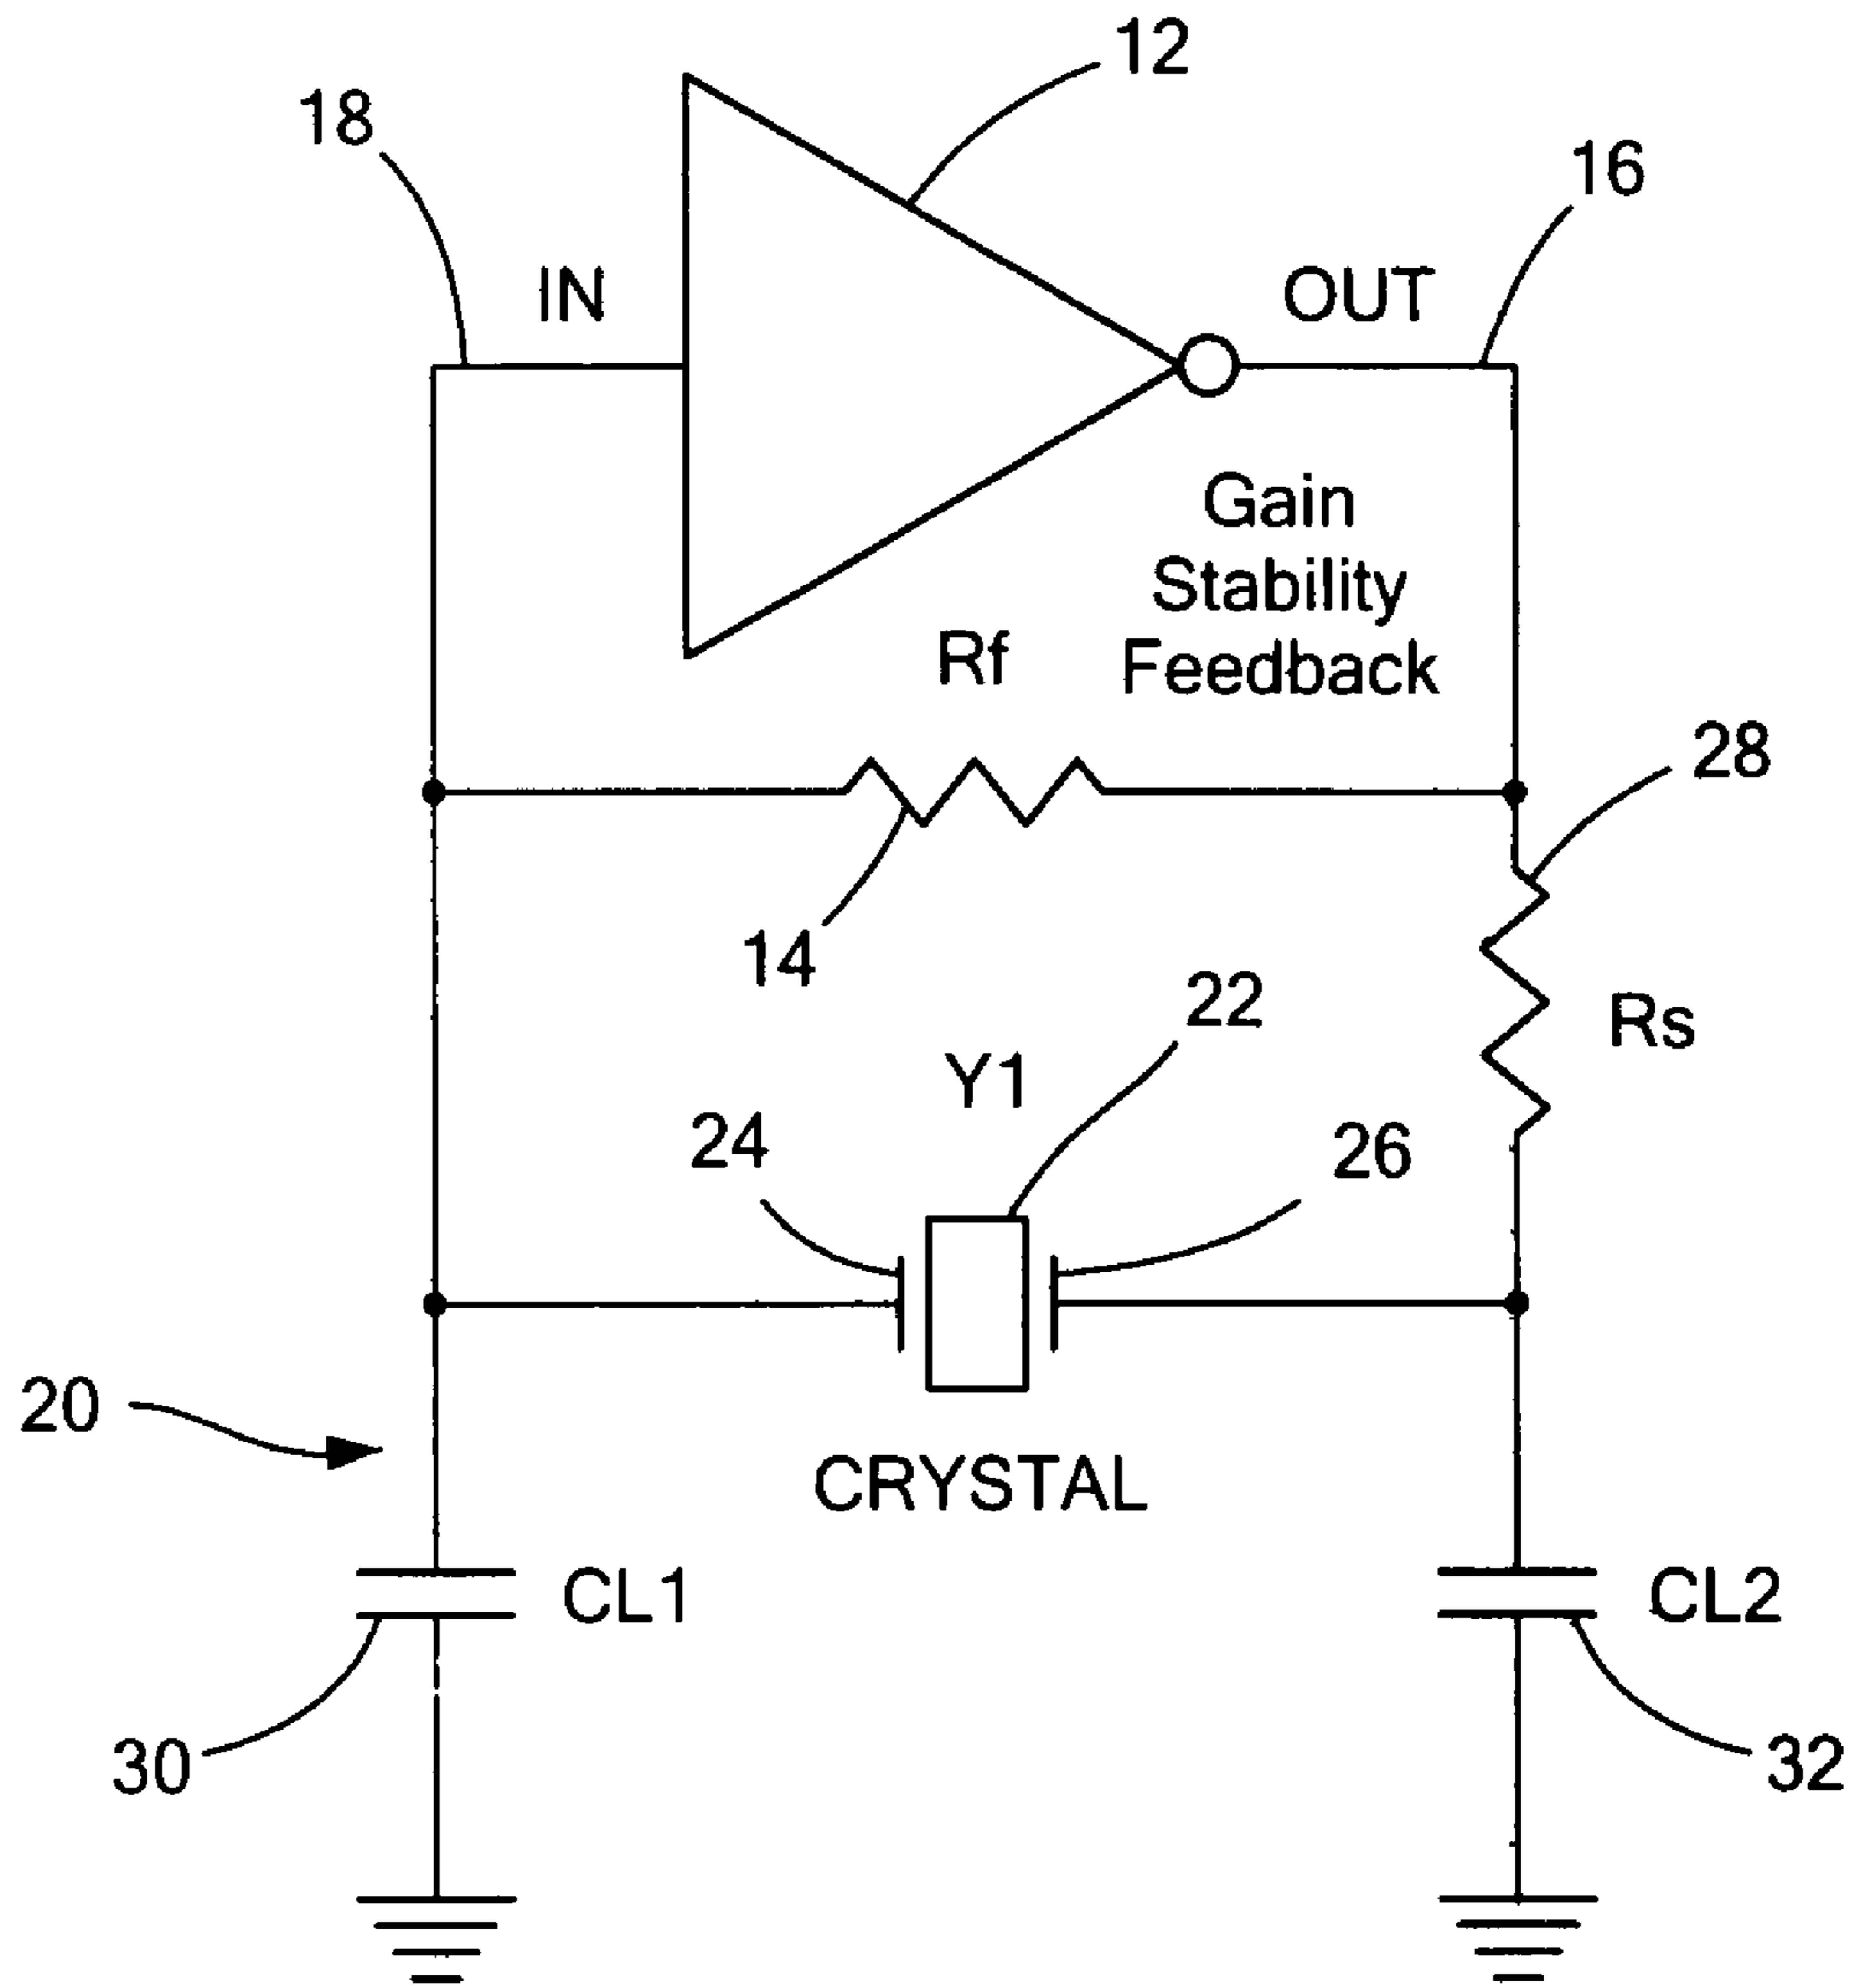 12
18
16
IN
OUT
Gain
Stability
Feedback
Rf
28
14
22
Rs
Y1
24
26
20
CRYSTAL
CL1
CL2
30
32